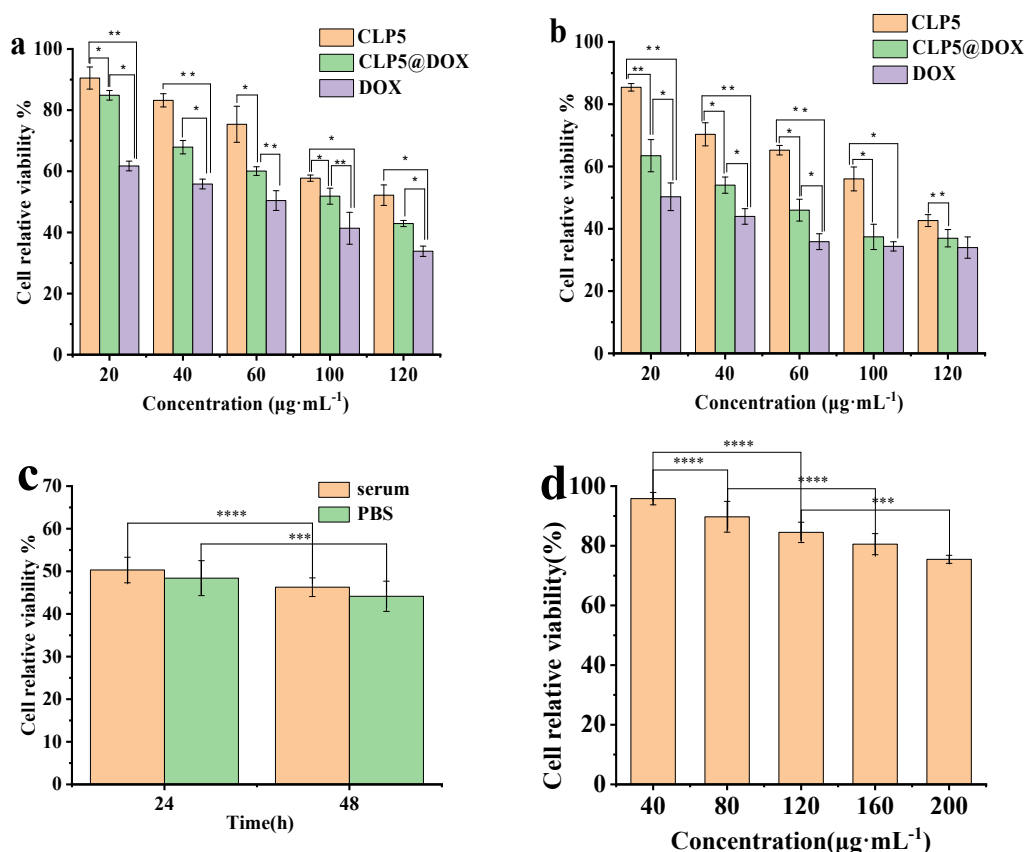 a
CLP5
CLP5@DOX
DOX
** 
* *
* *
*
*
* *
*
* **
*
*
Cell relative viability %
100
80
60
40
20
0
20 40 60 100 120
Concentration (μg·mL-1)
b
CLP5
CLP5@DOX
DOX
* *
** *
* *
* *
* *
* *
*
*
* *
Cell relative viability %
100
80
60
40
20
0
20 40 60 100 120
Concentration (μg·mL-1)
c
serum
PBS
****
***
Cell relative viability %
70
60
50
40
30
20
10
0
24 48
Time(h)
d
****
****
****
***
Cell relative viability(%)
100
80
60
40
20
0
40 80 120 160 200
Concentration(μg·mL-1)